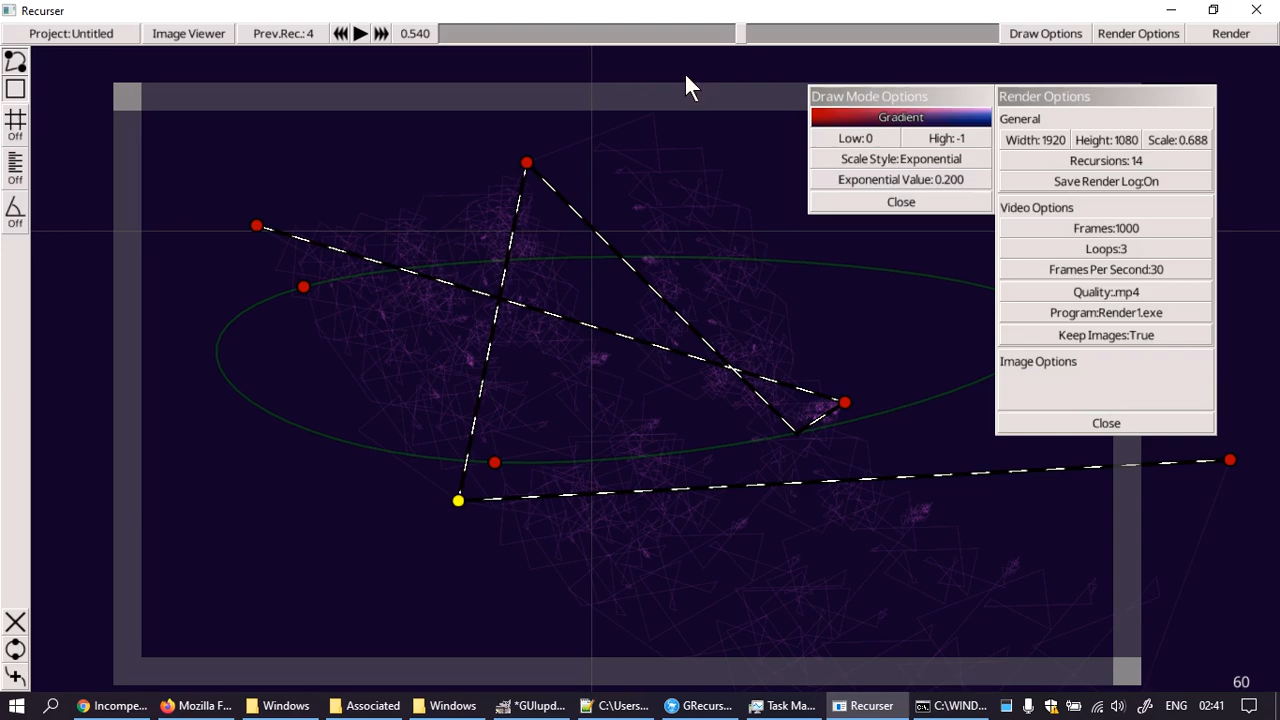 Recurser
Project:Untitled
Image Viewer
Prev.Rec.: 4
0.540
Draw Options
Render Options
Render
Off
Off
Off
Draw Mode Options
Gradient
Low: 0
High: -1
Scale Style: Exponential
Exponential Value: 0.200
Close
Render Options
General
Width: 1920
Height: 1080
Scale: 0.688
Recursions: 14
Save Render Log:On
Video Options
Frames:1000
Loops:3
Frames Per Second:30
Quality:.mp4
Program:Render1.exe
Keep Images:True
Image Options
Close
60
Incompe...
Mozilla F...
Windows
Associated
Windows
*GUIupd...
C:\Users...
GRecurs...
Task Ma...
Recurser
C:\WIND...
ENG
02:41